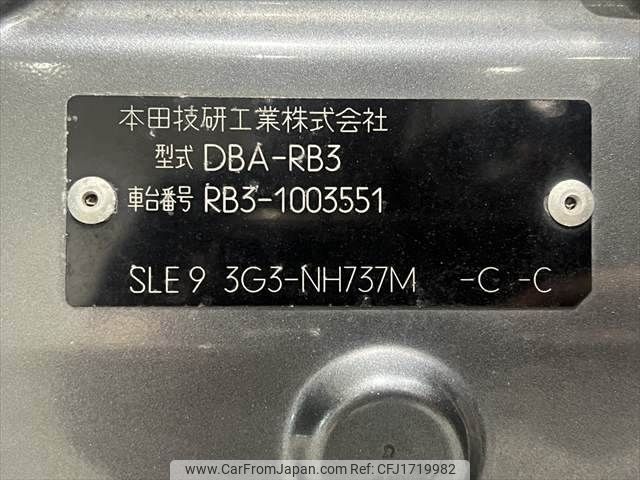 本田技研工業株式会社
型式 DBA-RB3
車台番号 RB3-1003551
SLE 9 3G3-NH737M -C -C
www.CarFromJapan.com REF:CFJ1719982